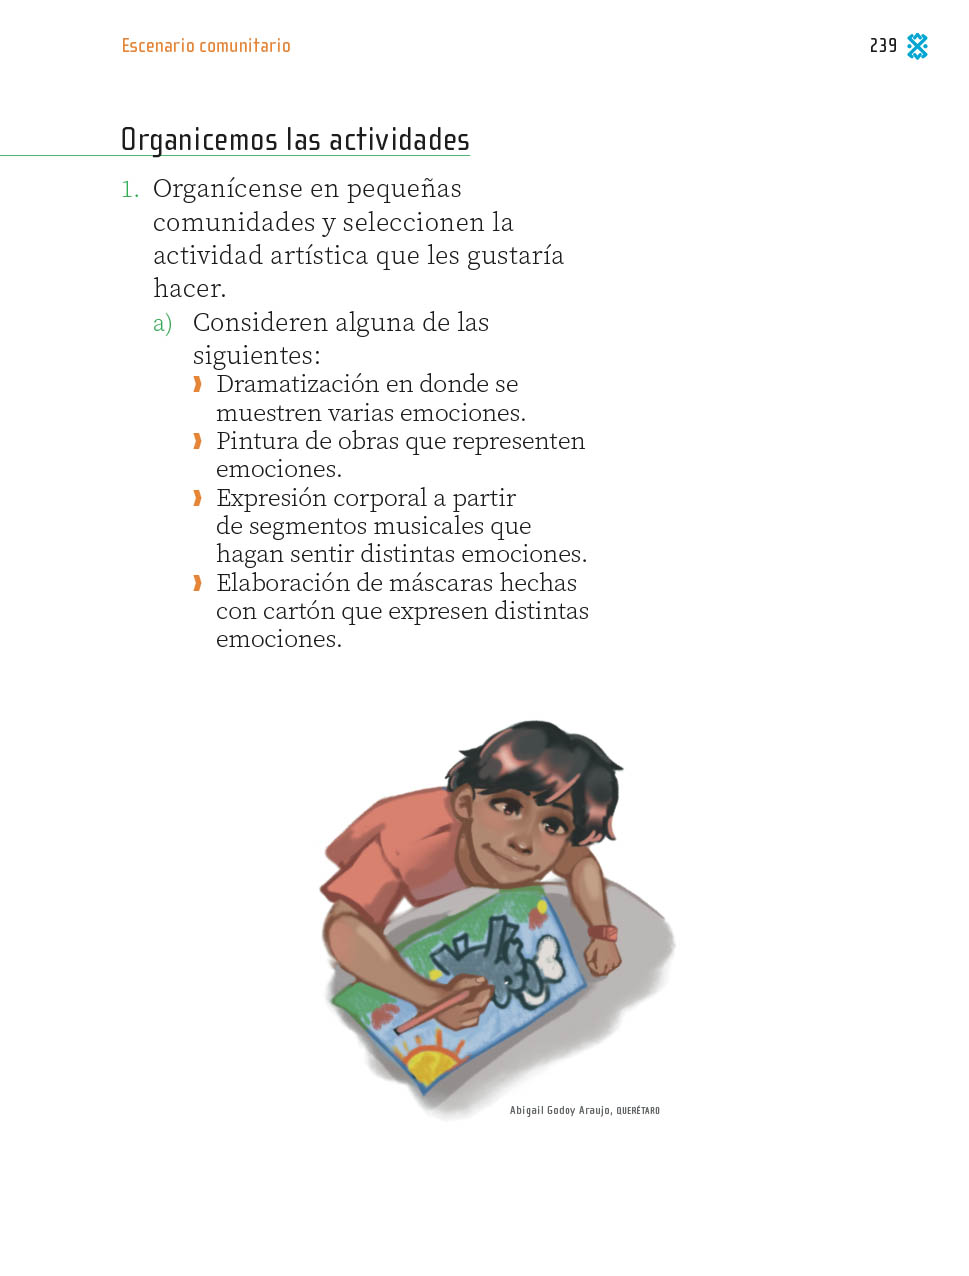 Escenario comunitario
239
Organicemos las actividades
1. Organícense en pequeñas
comunidades y seleccionen la
actividad artística que les gustaría
hacer.
a) Consideren alguna de las
siguientes:
Dramatización en donde se
muestren varias emociones.
Pintura de obras que representen
emociones.
Expresión corporal a partir
de segmentos musicales que
hagan sentir distintas emociones.
Elaboración de máscaras hechas
con cartón que expresen distintas
emociones.
Abigail Godoy Araujo, QUERÉTARO